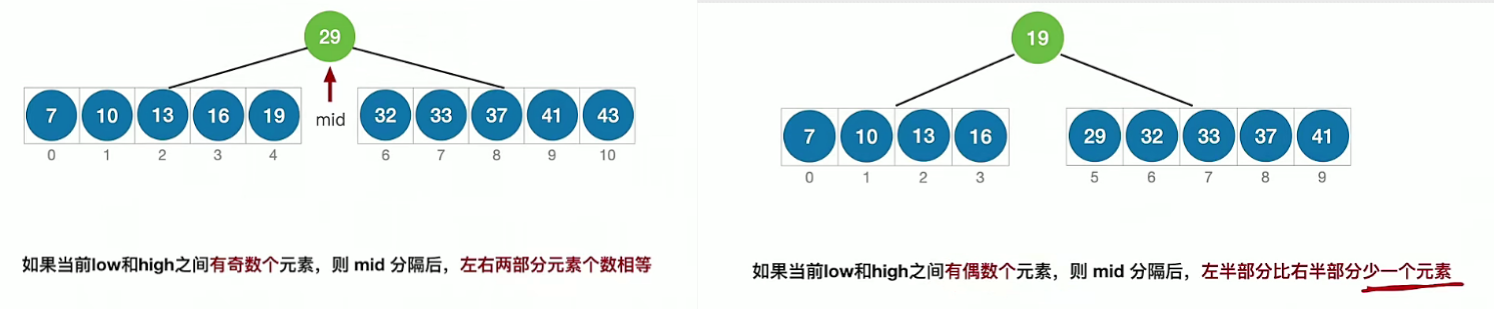 29
7 10 13 16 19 mid 32 33 37 41 43
0 1 2 3 4 6 7 8 9 10
如果当前low和high之间有奇数个元素，则 mid 分隔后，左右两部分元素个数相等
19
7 10 13 16 29 32 33 37 41
0 1 2 3 5 6 7 8 9
如果当前low和high之间有偶数个元素，则 mid 分隔后，左半部分比右半部分少一个元素